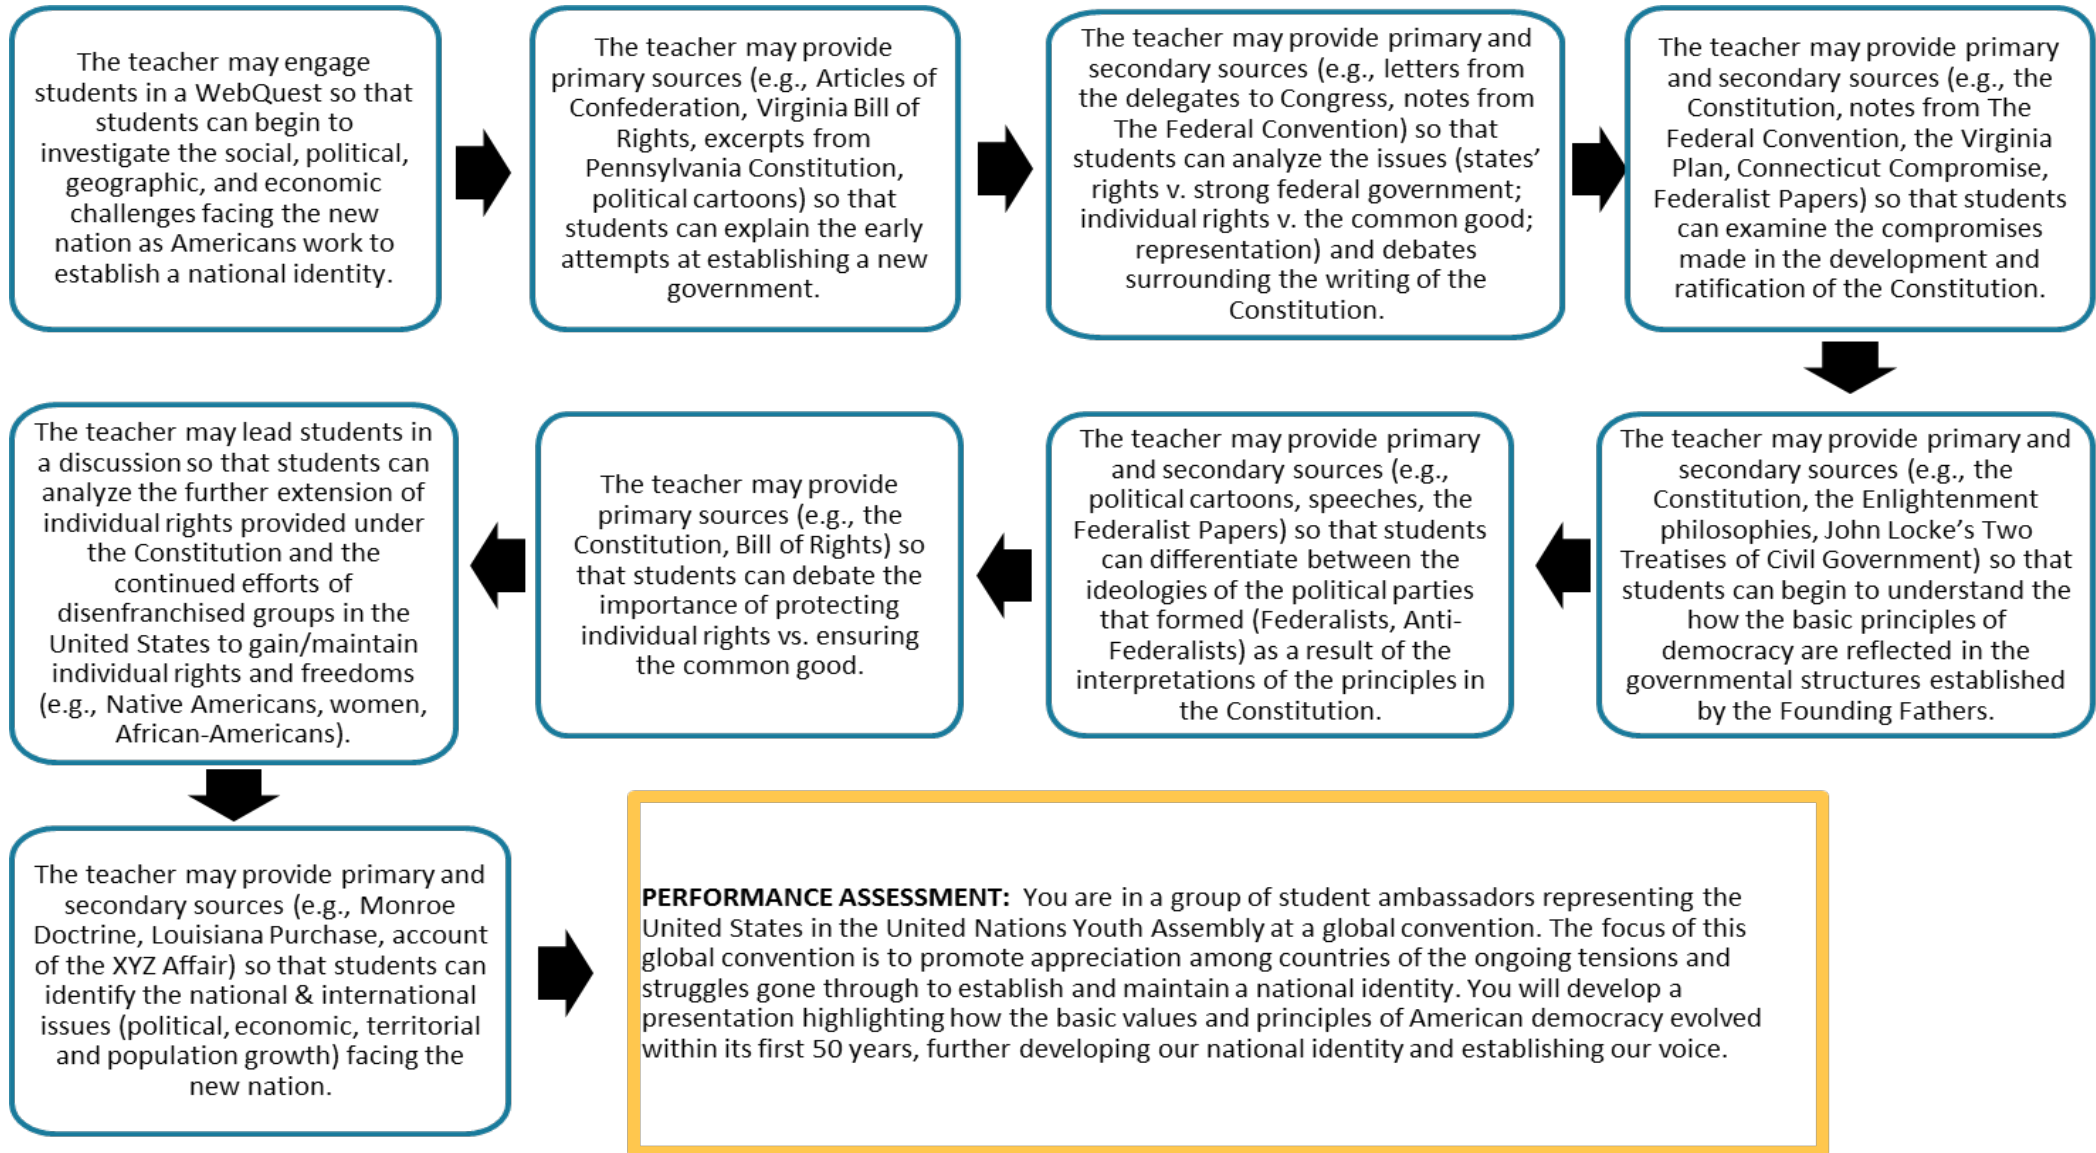 The teacher may engage
students in a WebQuest so that
students can begin to
investigate the social, political,
geographic, and economic
challenges facing the new
nation as Americans work to
establish a national identity.
The teacher may provide
primary sources (e.g., Articles of
Confederation, Virginia Bill of
Rights, excerpts from
Pennsylvania Constitution,
political cartoons) so that
students can explain the early
attempts at establishing a new
government.
The teacher may provide primary and
secondary sources (e.g., letters from
the delegates to Congress, notes from
The Federal Convention) so that
students can analyze the issues (states’
rights v. strong federal government;
individual rights v. the common good;
representation) and debates
surrounding the writing of the
Constitution.
The teacher may provide primary
and secondary sources (e.g., the
Constitution, notes from The
Federal Convention, the Virginia
Plan, Connecticut Compromise,
Federalist Papers) so that students
can examine the compromises
made in the development and
ratification of the Constitution.
The teacher may provide primary and
secondary sources (e.g., the
Constitution, the Enlightenment
philosophies, John Locke’s Two
Treatises of Civil Government) so that
students can begin to understand the
how the basic principles of
democracy are reflected in the
governmental structures established
by the Founding Fathers.
The teacher may provide primary
and secondary sources (e.g.,
political cartoons, speeches, the
Federalist Papers) so that students
can differentiate between the
ideologies of the political parties
that formed (Federalists, Anti-
Federalists) as a result of the
interpretations of the principles in
the Constitution.
The teacher may provide
primary sources (e.g., the
Constitution, Bill of Rights) so
that students can debate the
importance of protecting
individual rights vs. ensuring
the common good.
The teacher may lead students in
a discussion so that students can
analyze the further extension of
individual rights provided under
the Constitution and the
continued efforts of
disenfranchised groups in the
United States to gain/maintain
individual rights and freedoms
(e.g., Native Americans, women,
African-Americans).
The teacher may provide primary and
secondary sources (e.g., Monroe
Doctrine, Louisiana Purchase, account
of the XYZ Affair) so that students can
identify the national & international
issues (political, economic, territorial
and population growth) facing the
new nation.
PERFORMANCE ASSESSMENT: You are in a group of student ambassadors representing the
United States in the United Nations Youth Assembly at a global convention. The focus of this
global convention is to promote appreciation among countries of the ongoing tensions and
struggles gone through to establish and maintain a national identity. You will develop a
presentation highlighting how the basic values and principles of American democracy evolved
within its first 50 years, further developing our national identity and establishing our voice.